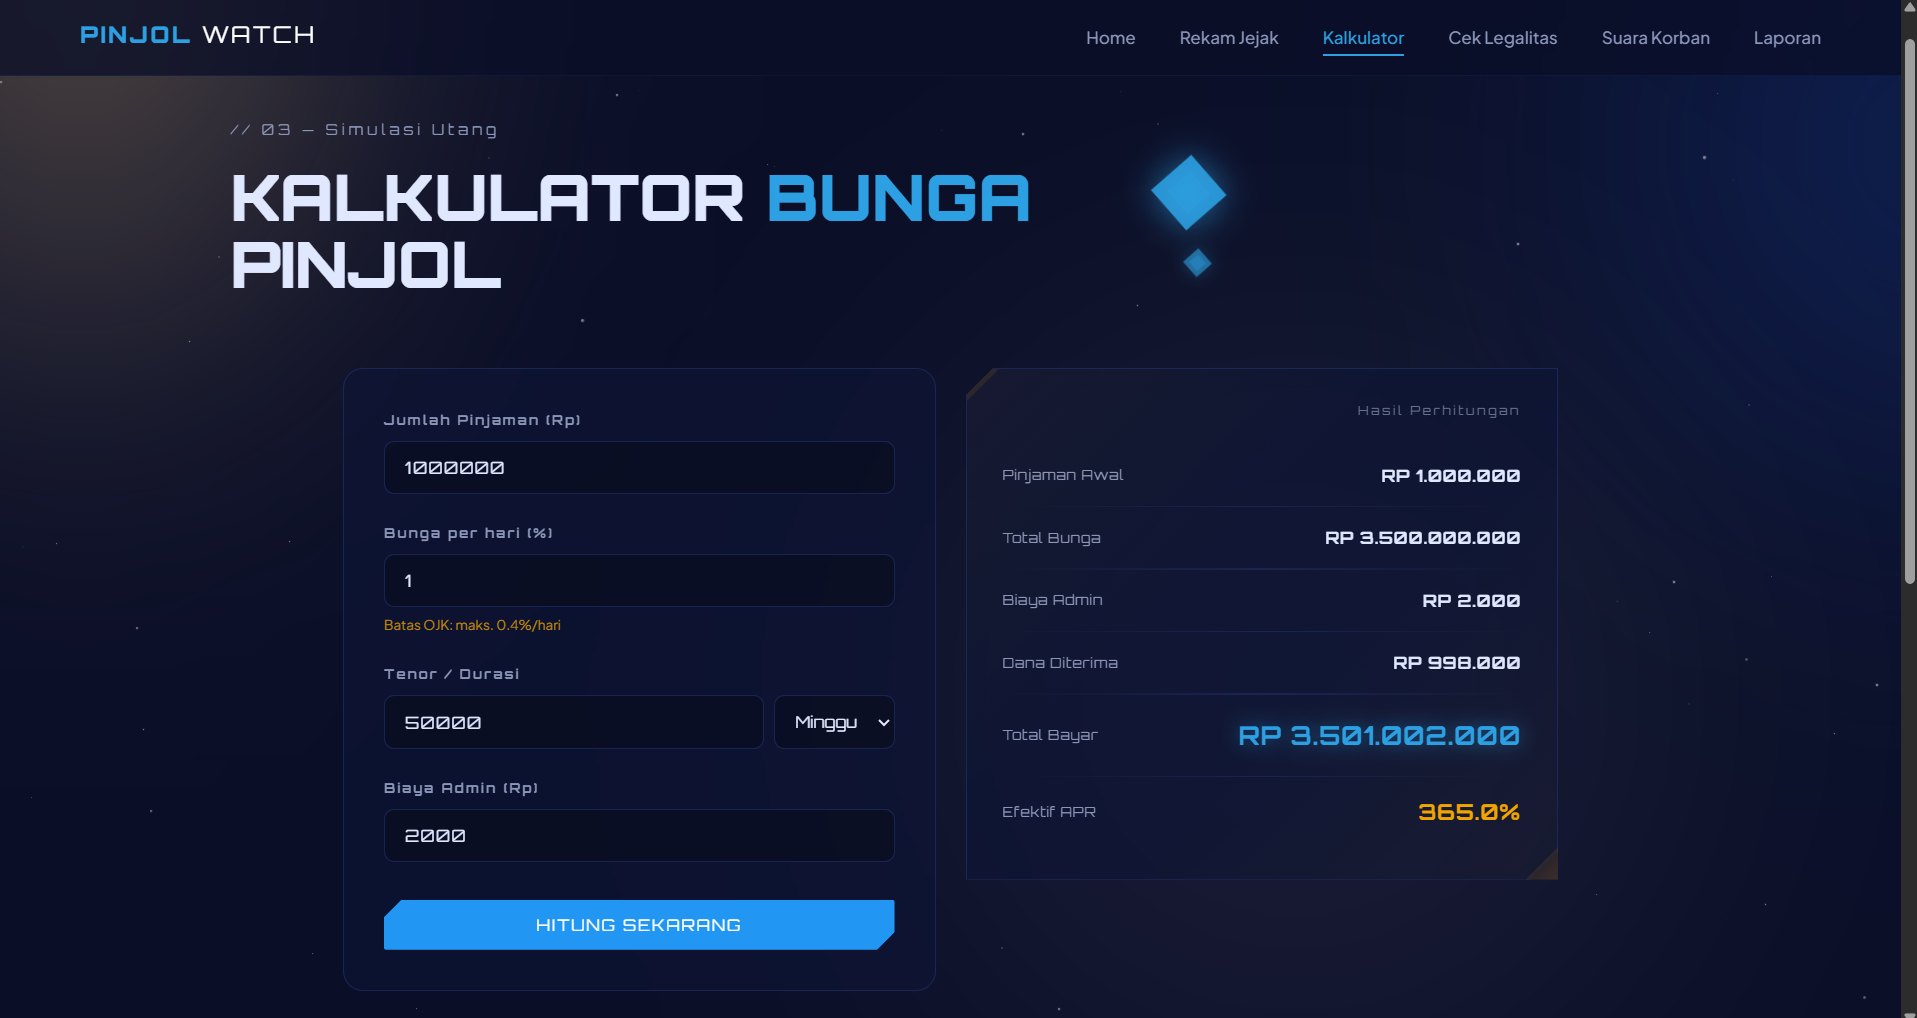 PINJOL WATCH
Home
Rekam Jejak
Kalkulator
Cek Legalitas
Suara Korban
Laporan
// 03 — Simulasi Utang
KALKULATOR BUNGA
PINJOL
Jumlah Pinjaman (Rp)
1000000
Bunga per hari (%)
1
Batas OJK: maks. 0.4%/hari
Tenor / Durasi
50000
Minggu
Biaya Admin (Rp)
2000
HITUNG SEKARANG
Hasil Perhitungan
Pinjaman Awal
RP 1.000.000
Total Bunga
RP 3.500.000.000
Biaya Admin
RP 2.000
Dana Diterima
RP 998.000
Total Bayar
RP 3.501.002.000
Efektif APR
365.0%